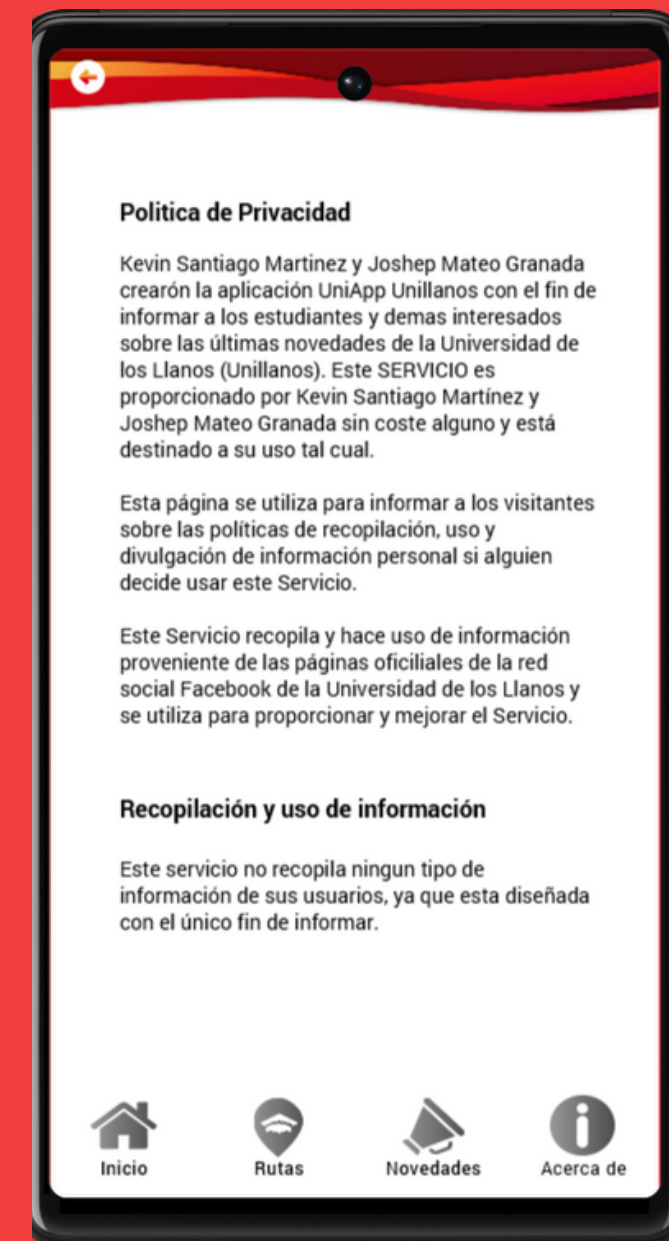 Politica de Privacidad
Kevin Santiago Martinez y Joshep Mateo Granada
crearón la aplicación UniApp Unillanos con el fin de
informar a los estudiantes y demas interesados
sobre las últimas novedades de la Universidad de
los Llanos (Unillanos). Este SERVICIO es
proporcionado por Kevin Santiago Martínez y
Joshep Mateo Granada sin coste alguno y está
destinado a su uso tal cual.
Esta página se utiliza para informar a los visitantes
sobre las políticas de recopilación, uso y
divulgación de información personal si alguien
decide usar este Servicio.
Este Servicio recopila y hace uso de información
proveniente de las páginas oficiliales de la red
social Facebook de la Universidad de los Llanos y
se utiliza para proporcionar y mejorar el Servicio.
Recopilación y uso de información
Este servicio no recopila ningun tipo de
información de sus usuarios, ya que esta diseñada
con el único fin de informar.
Inicio Rutas Novedades Acerca de